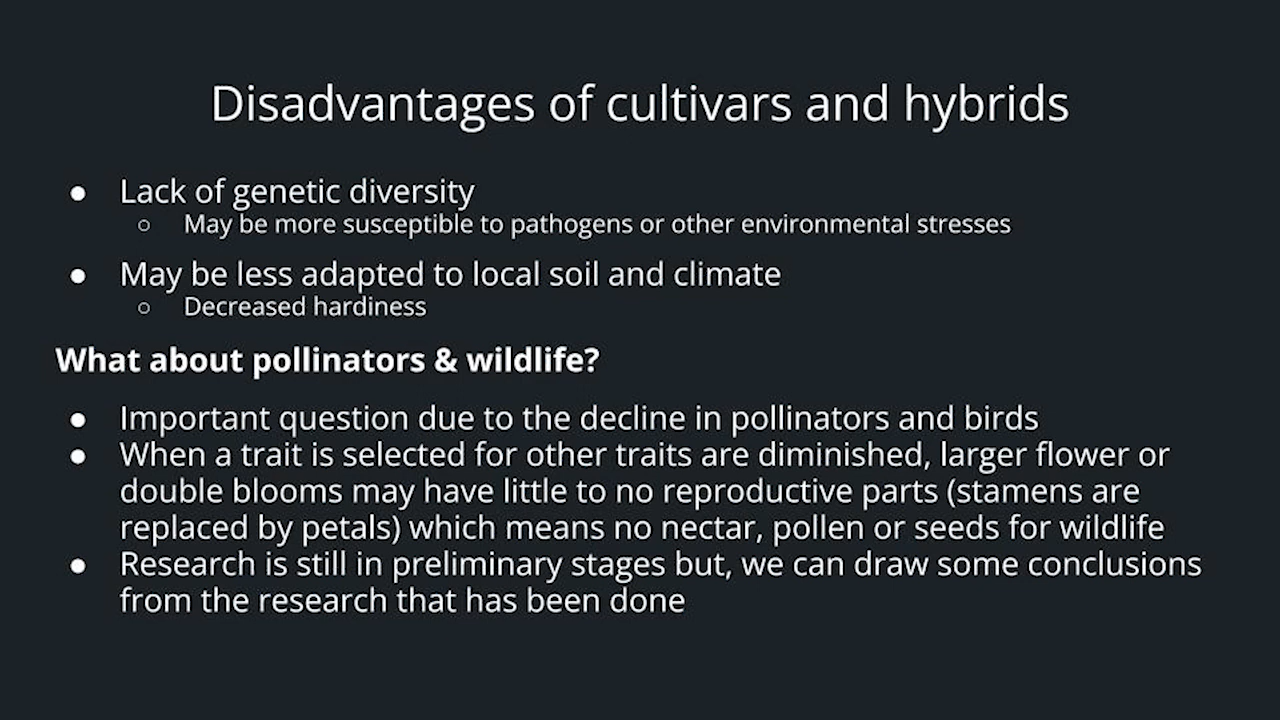 Disadvantages of cultivars and hybrids
● Lack of genetic diversity
○ May be more susceptible to pathogens or other environmental stresses
● May be less adapted to local soil and climate
○ Decreased hardiness
What about pollinators & wildlife?
● Important question due to the decline in pollinators and birds
● When a trait is selected for other traits are diminished, larger flower or
double blooms may have little to no reproductive parts (stamens are
replaced by petals) which means no nectar, pollen or seeds for wildlife
● Research is still in preliminary stages but, we can draw some conclusions
from the research that has been done